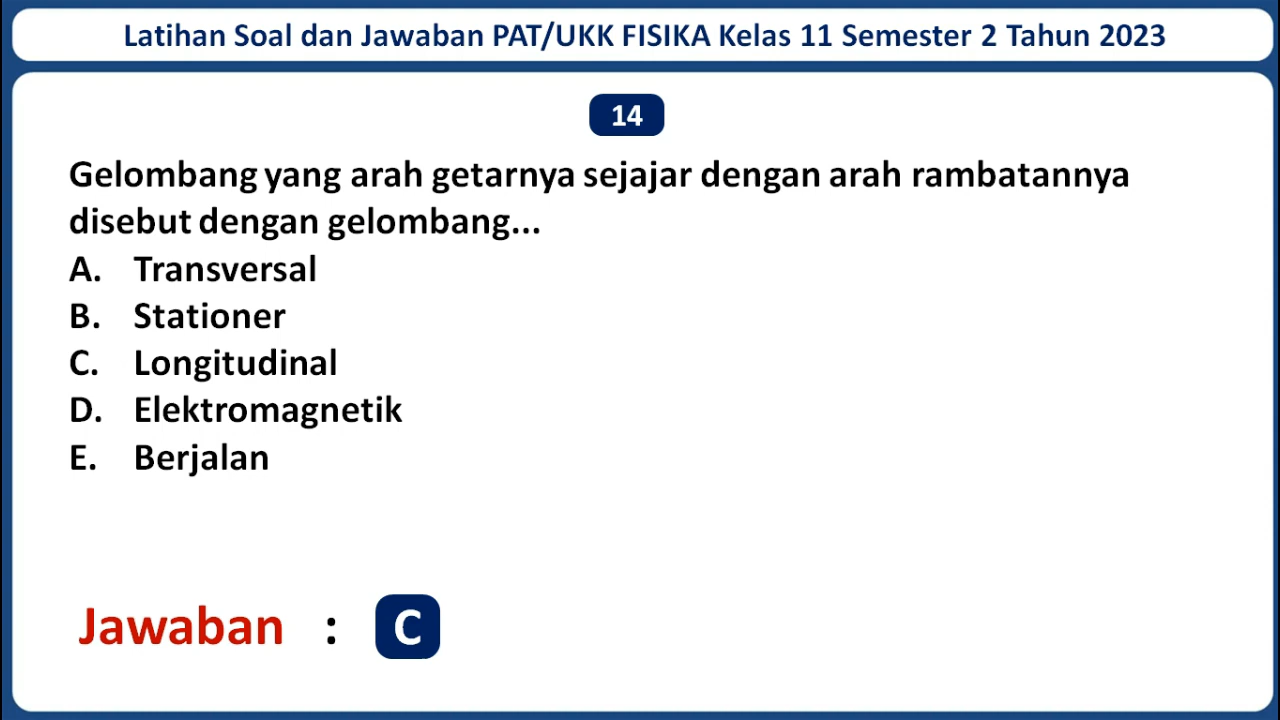 Latihan Soal dan Jawaban PAT/UKK FISIKA Kelas 11 Semester 2 Tahun 2023
14
Gelombang yang arah getarnya sejajar dengan arah rambatannya
disebut dengan gelombang...
A. Transversal
B. Stationer
C. Longitudinal
D. Elektromagnetik
E. Berjalan
Jawaban : C